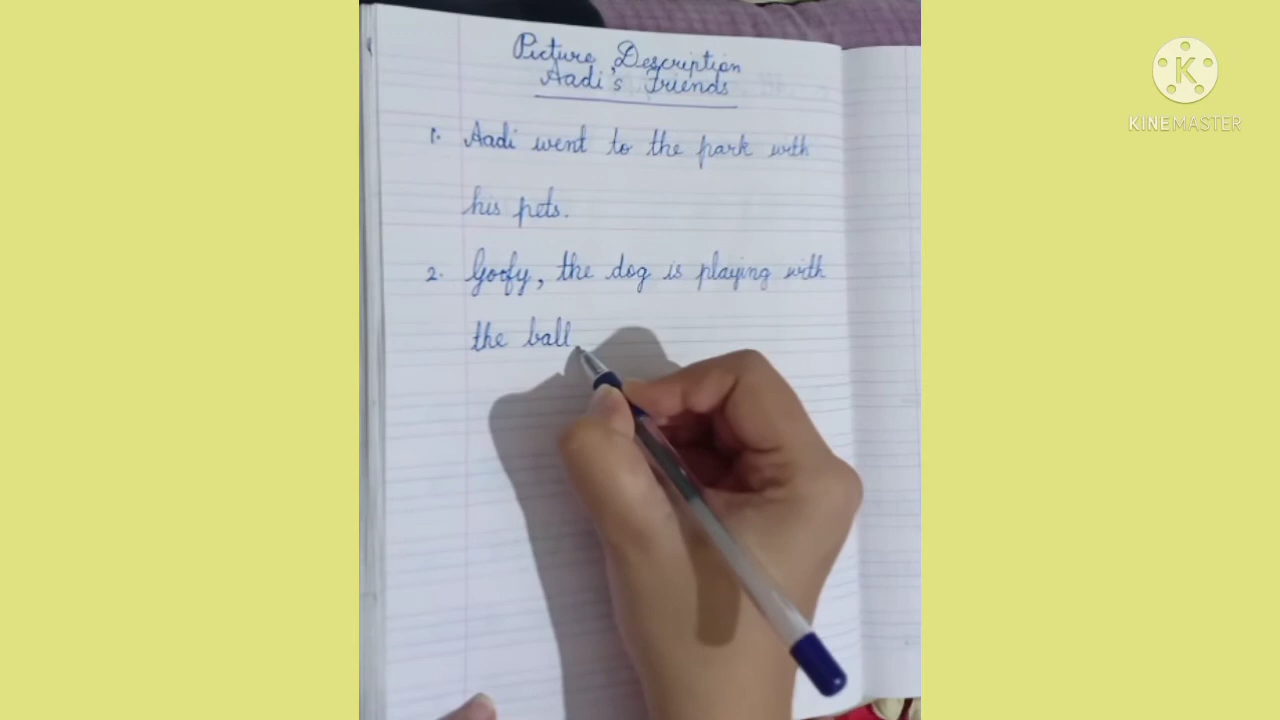 Picture Description
Aadi's Friends
1. Aadi went to the park with
his pets.
2. Goofy, the dog is playing with
the ball
K
KINEMASTER